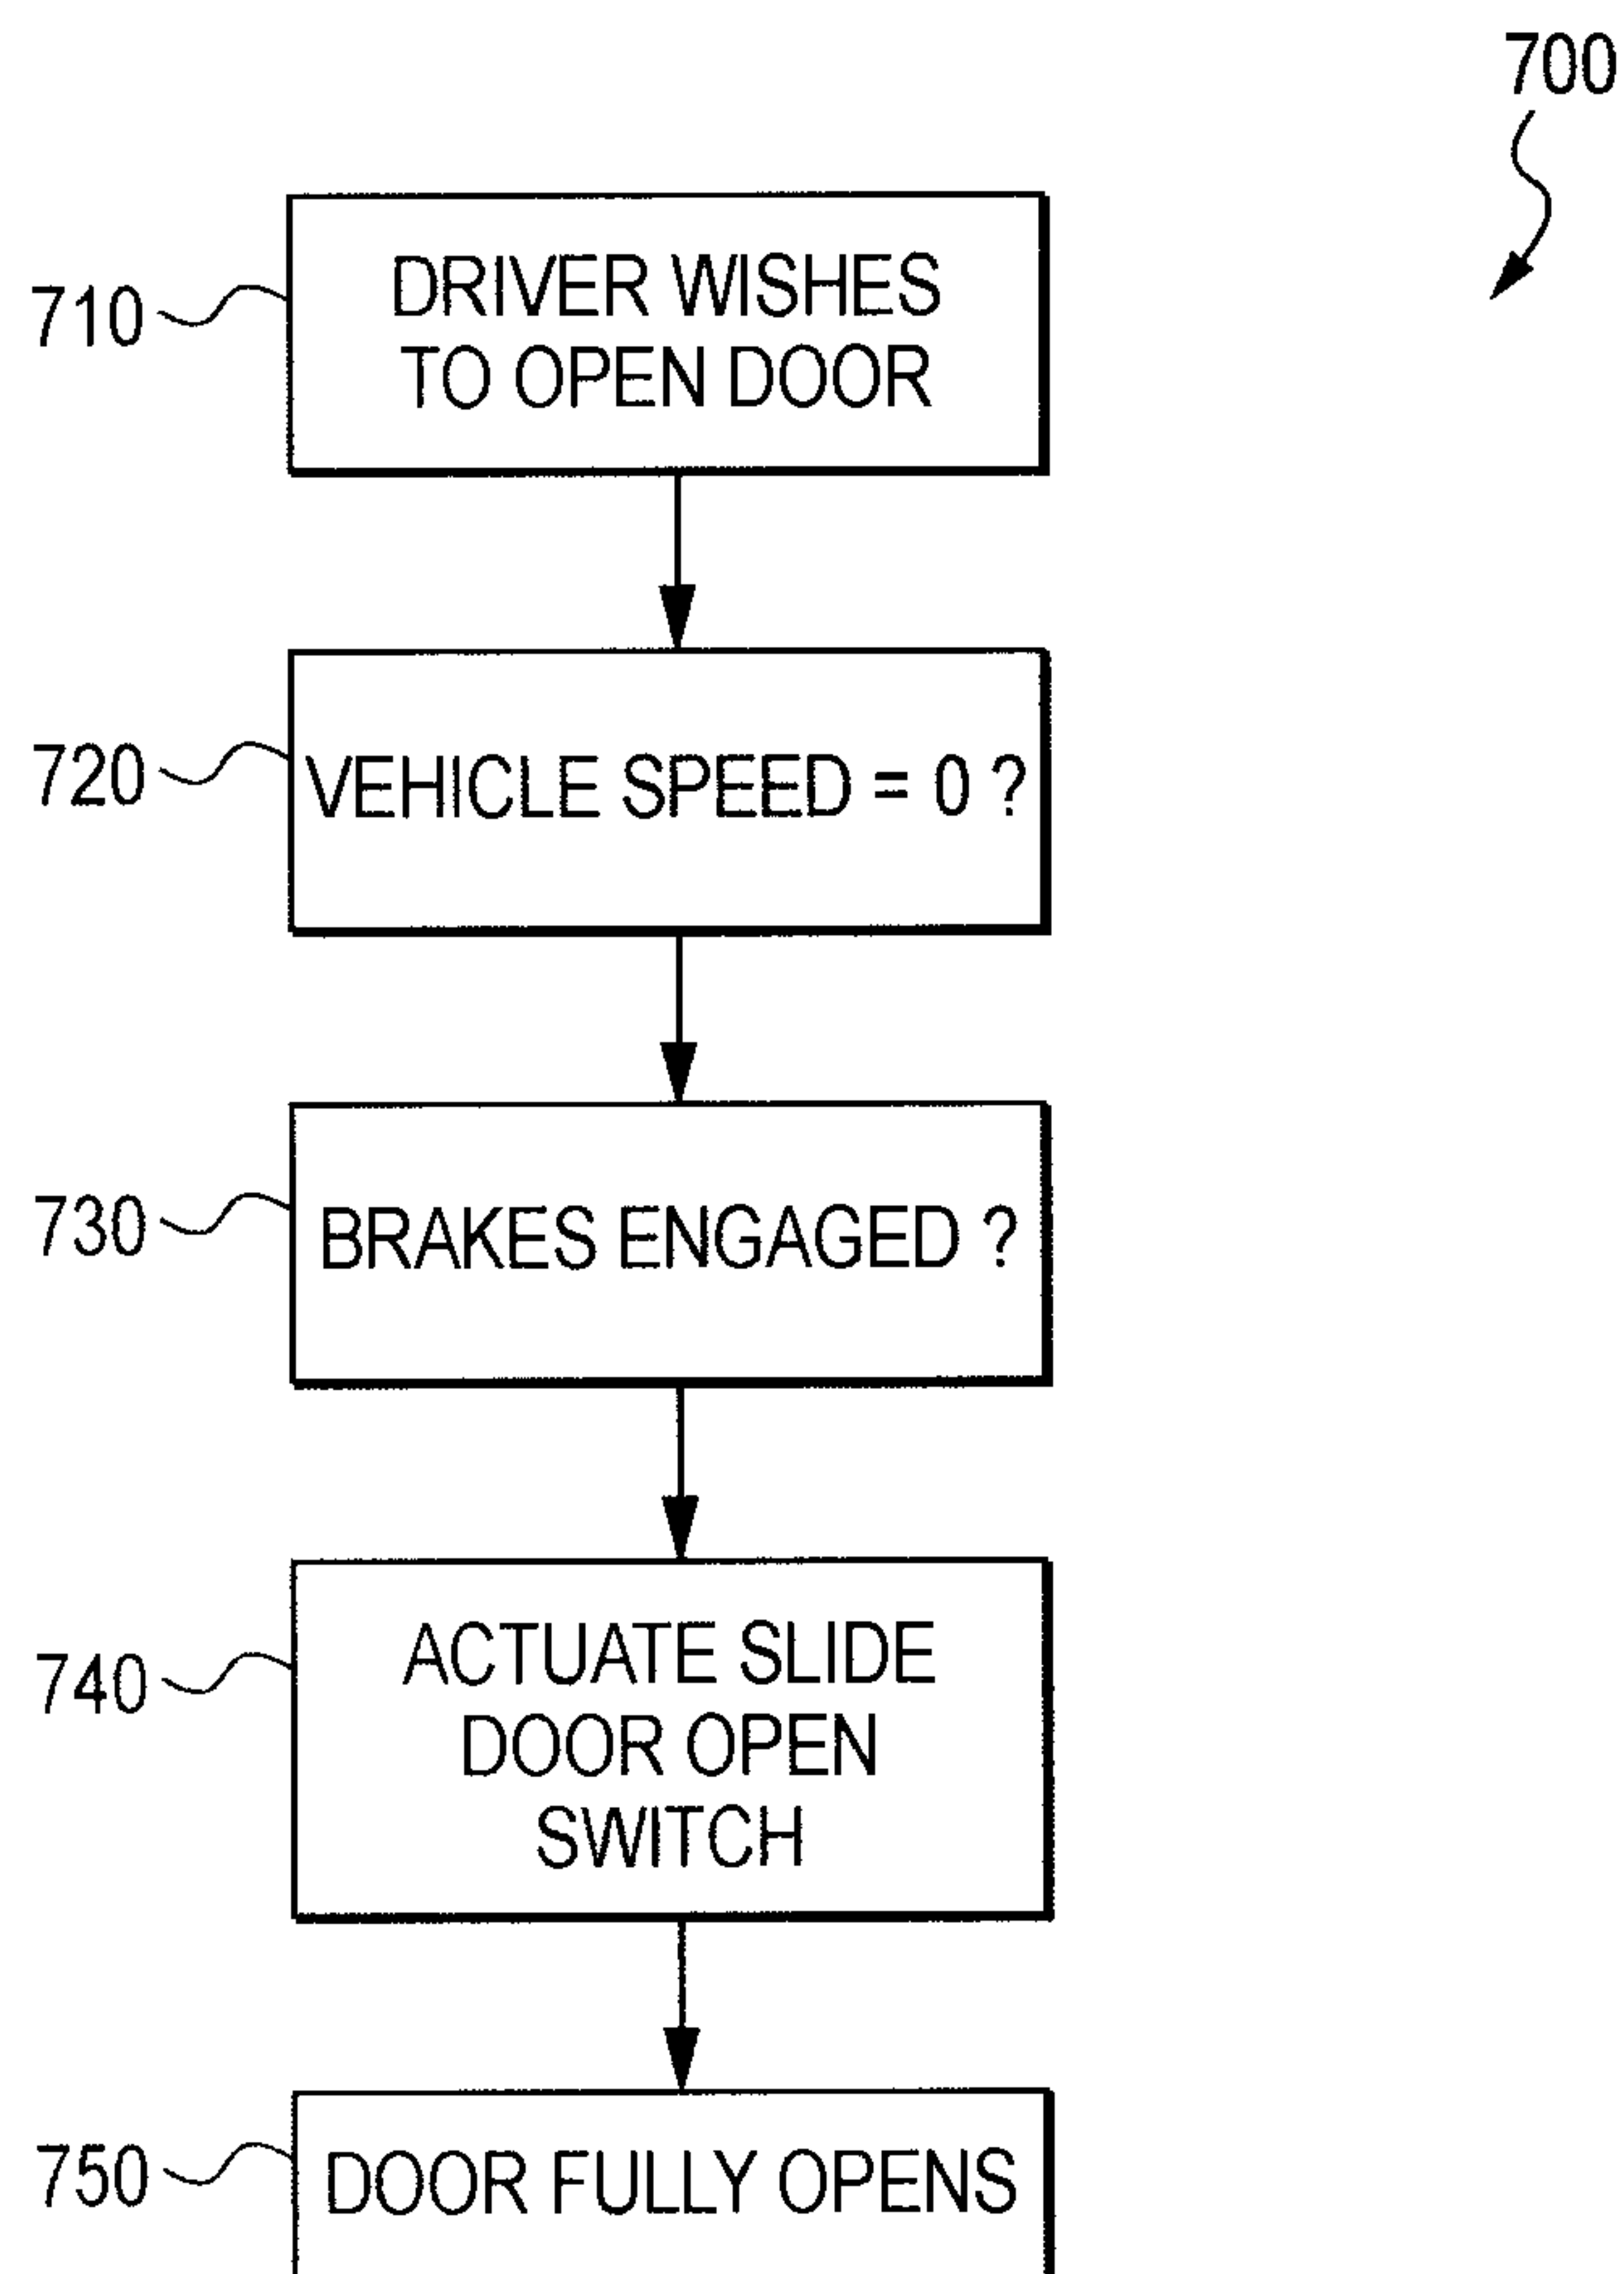 700
710
DRIVER WISHES
TO OPEN DOOR
720
VEHICLE SPEED = 0 ?
730
BRAKES ENGAGED ?
740
ACTUATE SLIDE
DOOR OPEN
SWITCH
750
DOOR FULLY OPENS